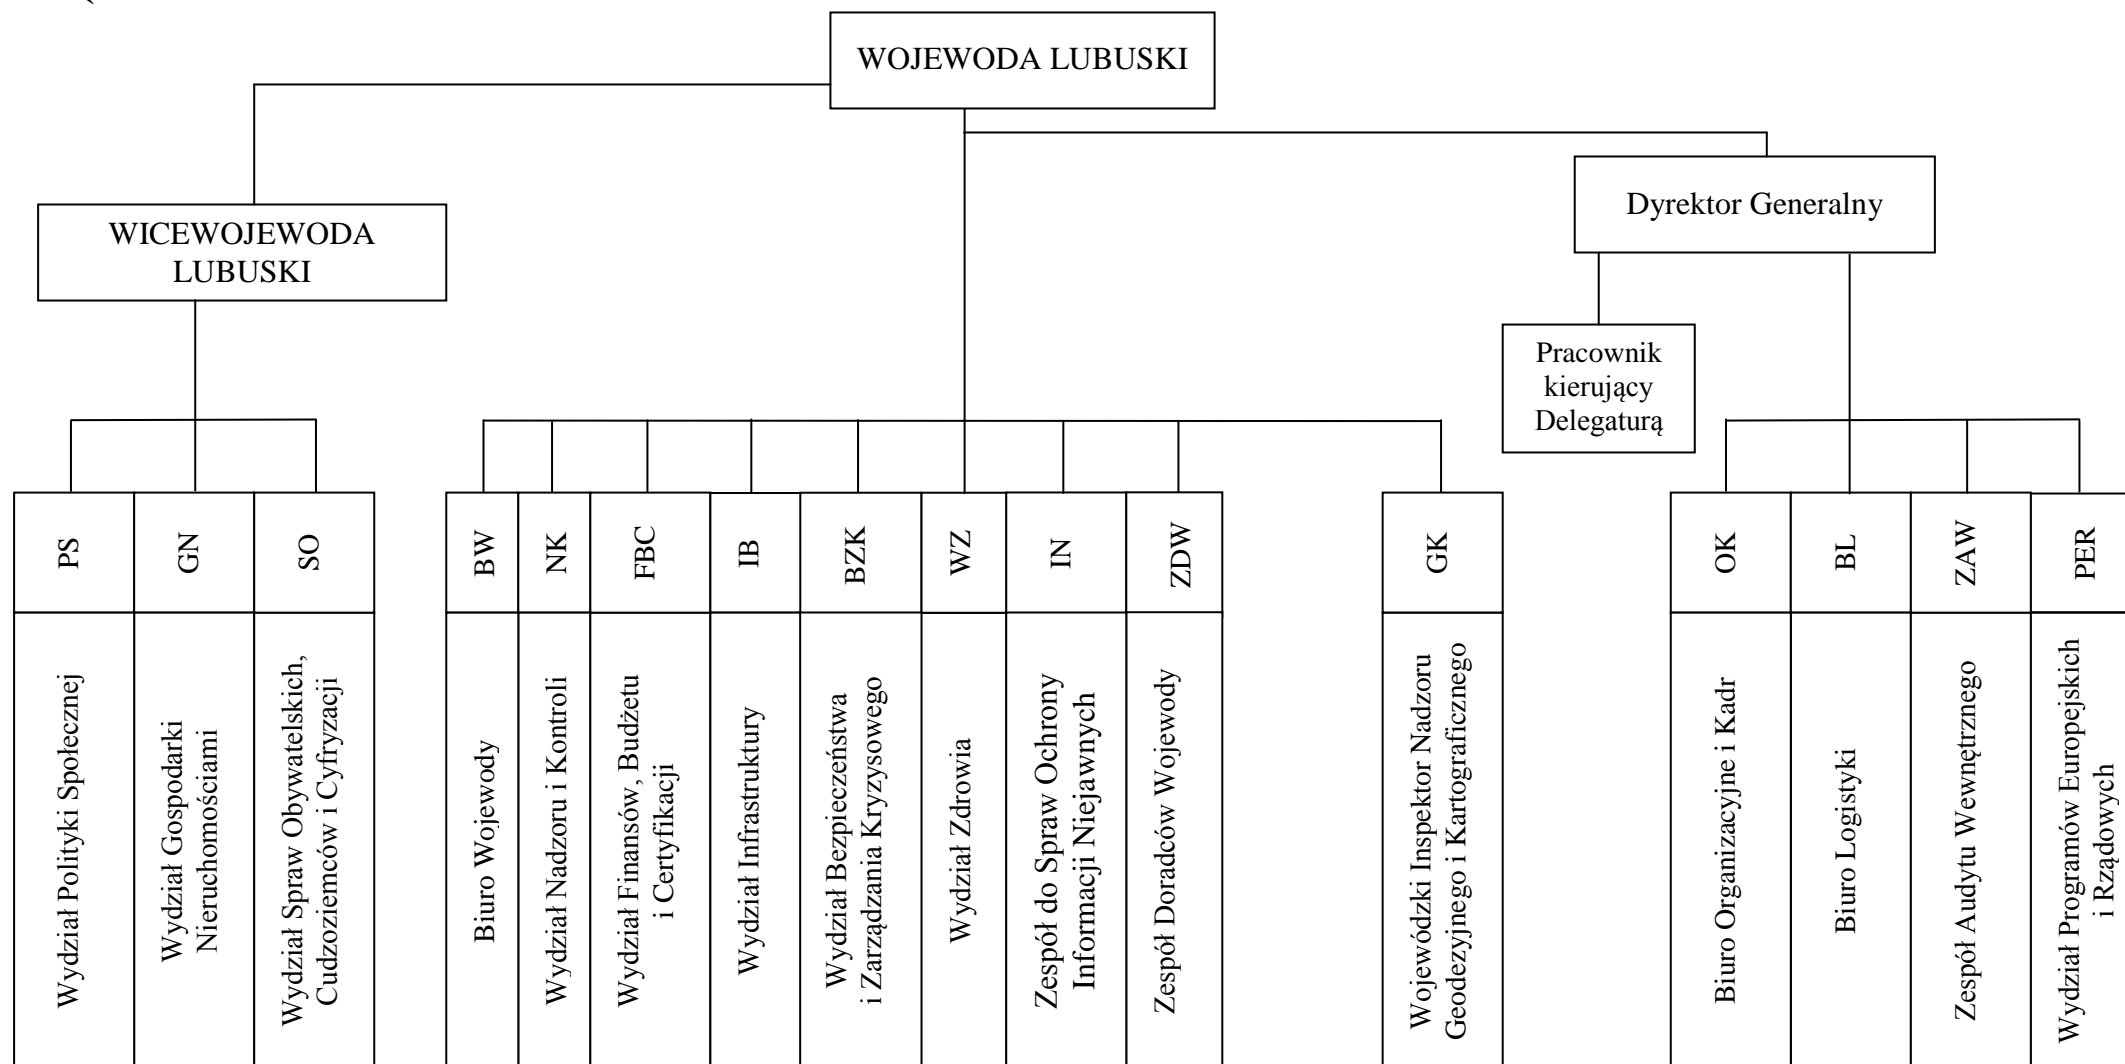 WOJEWODA LUBUSKI
WICEWOJEWODA
LUBUSKI
Dyrektor Generalny
Pracownik
kierujący
Delegaturą
PS
GN
SO
BW
NK
FBC
IB
BZK
WZ
IN
ZDW
GK
OK
BL
ZAW
PER
Wydział Polityki Społecznej
Wydział Gospodarki
Nieruchomościami
Wydział Spraw Obywatelskich,
Cudzoziemców i Cyfryzacji
Biuro Wojewody
Wydział Nadzoru i Kontroli
Wydział Finansów, Budżetu
i Certyfikacji
Wydział Infrastruktury
Wydział Bezpieczeństwa
i Zarządzania Kryzysowego
Wydział Zdrowia
Zespół do Spraw Ochrony
Informacji Niejawnych
Zespół Doradców Wojewody
Wojewódzki Inspektor Nadzoru
Geodezyjnego i Kartograficznego
Biuro Organizacyjne i Kadr
Biuro Logistyki
Zespół Audytu Wewnętrznego
Wydział Programów Europejskich
i Rządowych